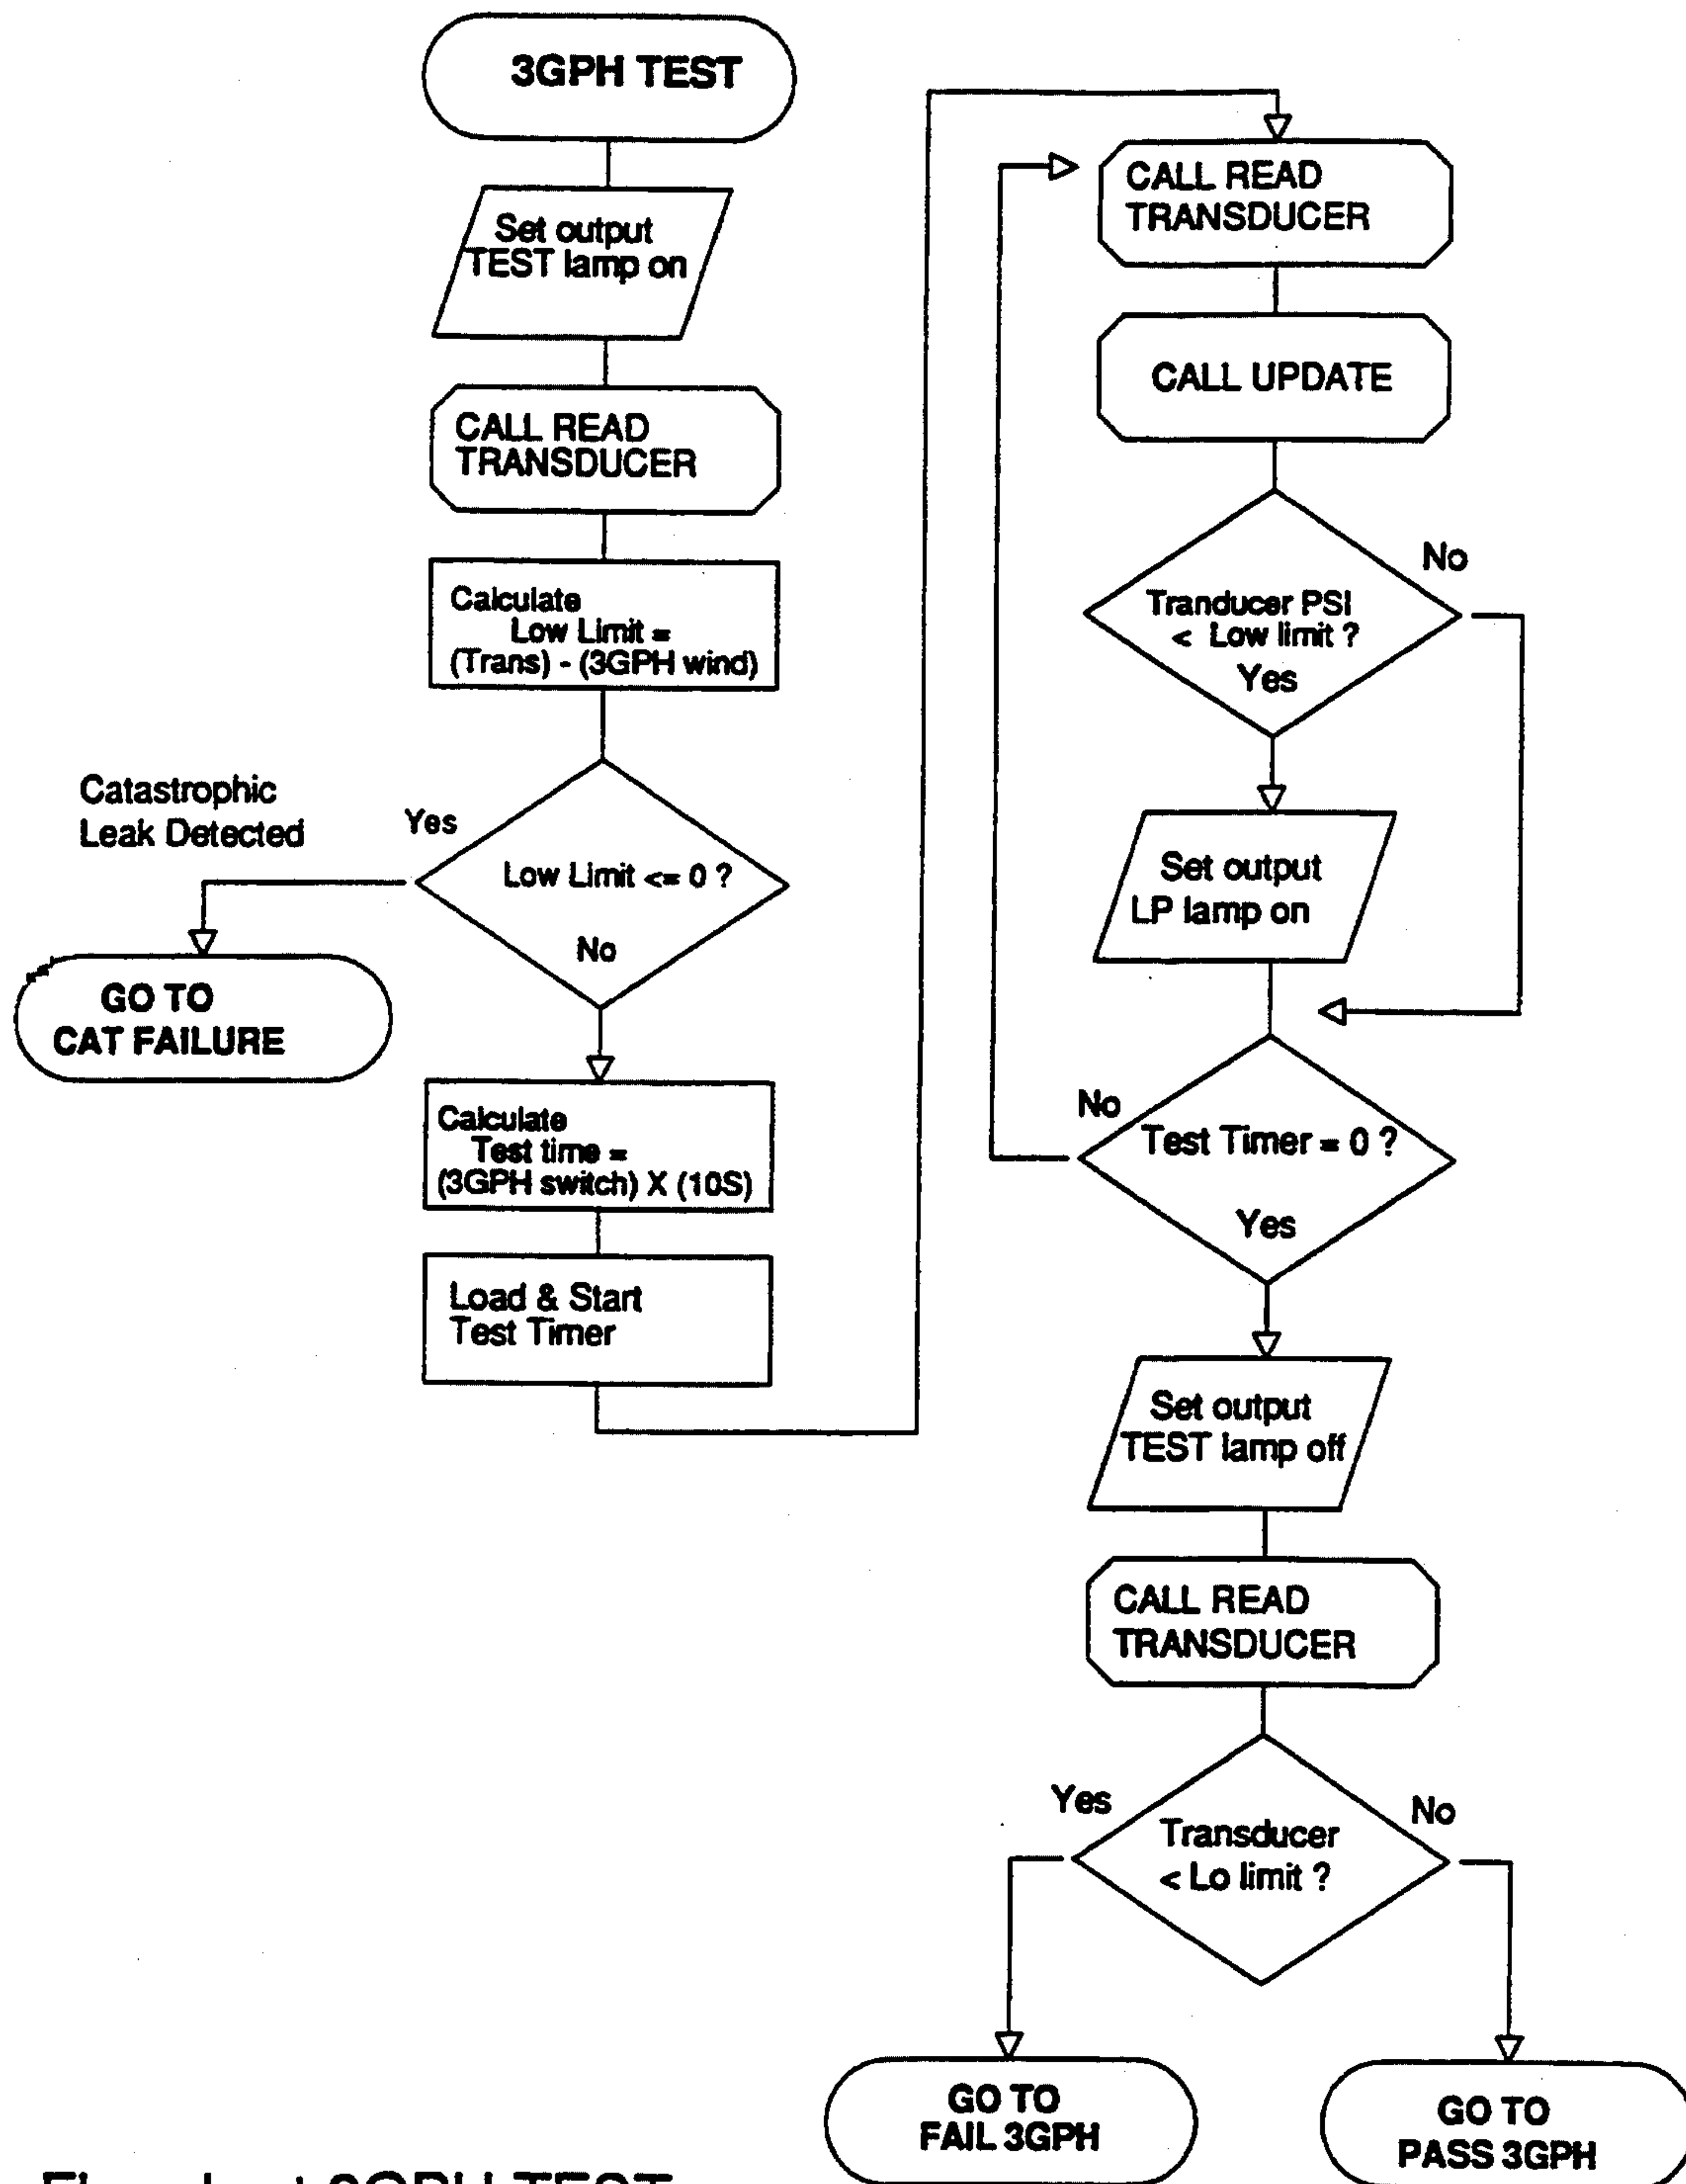 3GPH TEST
Set output
TEST lamp on
CALL READ
TRANSDUCER
Calculate
Low Limit =
(Trans) - (3GPH wind)
Catastrophic
Leak Detected
Yes
Low Limit <= 0 ?
No
GO TO
CAT FAILURE
Calculate
Test time =
(3GPH switch) X (10S)
Load & Start
Test Timer
CALL READ
TRANSDUCER
CALL UPDATE
No
Tranducer PSI
< Low limit ?
Yes
Set output
LP lamp on
No
Test Timer = 0 ?
Yes
Set output
TEST lamp off
CALL READ
TRANSDUCER
Yes
No
Transducer
< Lo limit ?
GO TO
FAIL 3GPH
GO TO
PASS 3GPH
3GPH TEST